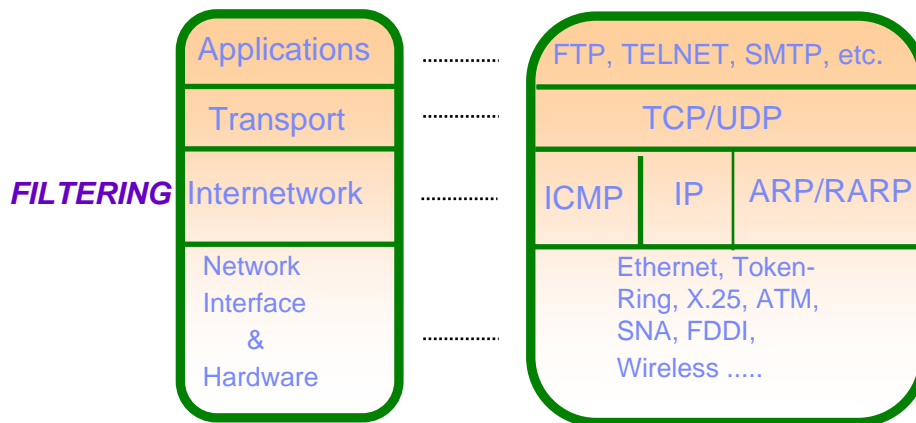 Applications
FTP, TELNET, SMTP, etc.
Transport
TCP/UDP
FILTERING
Internetwork
ICMP
IP
ARP/RARP
Network
Interface
&
Hardware
Ethernet, Token-
Ring, X.25, ATM,
SNA, FDDI,
Wireless .....